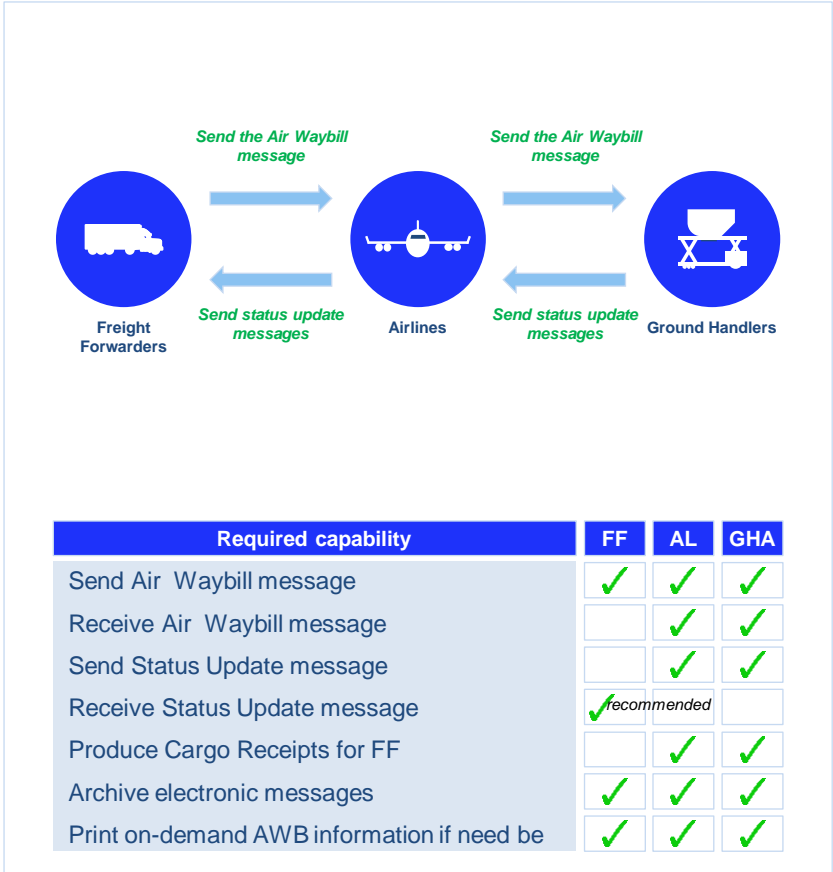 Send the Air Waybill
message
Send the Air Waybill
message
Send status update
messages
Send status update
messages
Freight
Forwarders
Airlines
Ground Handlers
Required capability FF AL GHA
Send Air Waybill message ✓ ✓ ✓
Receive Air Waybill message ✓ ✓
Send Status Update message ✓ ✓
Receive Status Update message ✓ recommended
Produce Cargo Receipts for FF ✓ ✓
Archive electronic messages ✓ ✓ ✓
Print on-demand AWB information if need be ✓ ✓ ✓